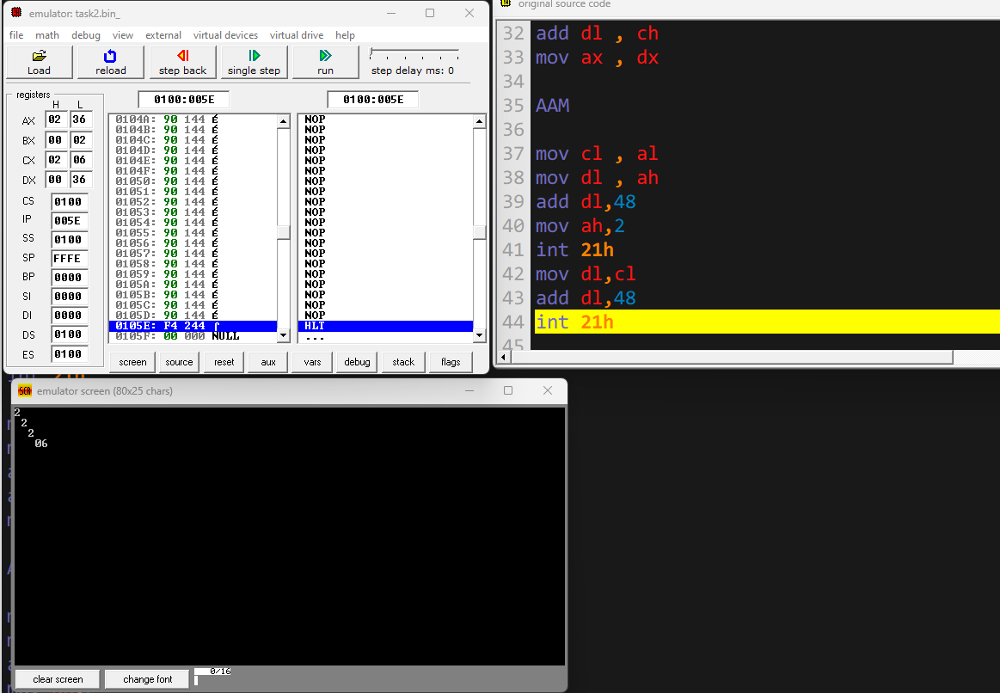 emulator: task2.bin_
file math debug view external virtual devices virtual drive help
Load reload step back single step run step delay ms: 0
registers
H L
0100:005E 0100:005E
AX 02 36
BX 00 02
CX 02 06
DX 00 36
CS 0100
IP 005E
SS 0100
SP FFFE
BP 0000
SI 0000
DI 0000
DS 0100
ES 0100
0104A: 90 144 É NOP
0104B: 90 144 É NOP
0104C: 90 144 É NOP
0104D: 90 144 É NOP
0104E: 90 144 É NOP
0104F: 90 144 É NOP
01050: 90 144 É NOP
01051: 90 144 É NOP
01052: 90 144 É NOP
01053: 90 144 É NOP
01054: 90 144 É NOP
01055: 90 144 É NOP
01056: 90 144 É NOP
01057: 90 144 É NOP
01058: 90 144 É NOP
01059: 90 144 É NOP
0105A: 90 144 É NOP
0105B: 90 144 É NOP
0105C: 90 144 É NOP
0105D: 90 144 É NOP
0105E: F4 244 ⌠ HLT
0105F: 00 000 NULL ...
screen source reset aux vars debug stack flags
original source code
32 add dl , ch
33 mov ax , dx
34
35 AAM
36
37 mov cl , al
38 mov dl , ah
39 add dl,48
40 mov ah,2
41 int 21h
42 mov dl,cl
43 add dl,48
44 int 21h
45
emulator screen (80x25 chars)
2
2
2
06
clear screen change font 0/16